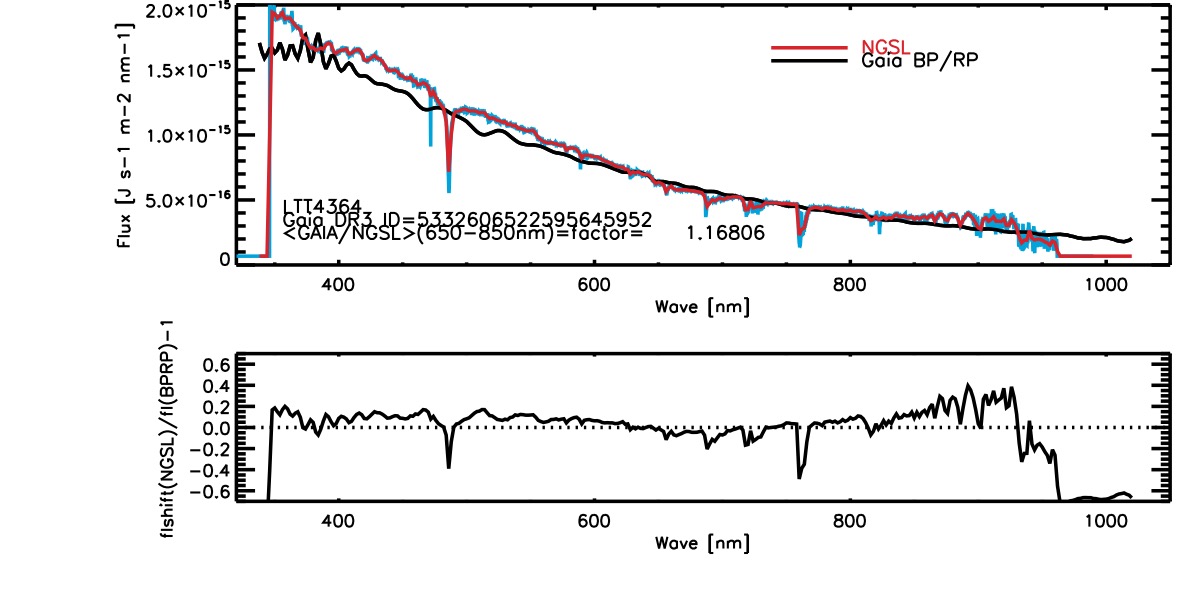 2.0×10⁻¹⁵
1.5×10⁻¹⁵
1.0×10⁻¹⁵
5.0×10⁻¹⁶
0
Flux [J s−1 m−2 nm−1]
NGSL
Gaia BP/RP
LTT4364
Gaia DR3 ID=5332606522595645952
<GAIA/NGSL>(650−850nm)=factor= 1.16806
400 600 800 1000
Wave [nm]
0.6
0.4
0.2
0.0
−0.2
−0.4
−0.6
flshift(NGSL)/fl(BPRP)−1
400 600 800 1000
Wave [nm]